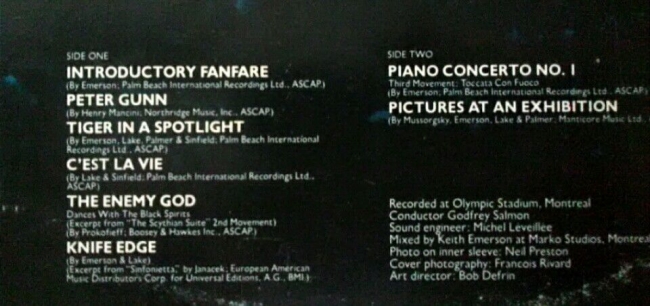 SIDE ONE
INTRODUCTORY FANFARE
(By Emerson; Palm Beach International Recordings Ltd., ASCAP)
PETER GUNN
(By Henry Mancini; Northridge Music, Inc., ASCAP)
TIGER IN A SPOTLIGHT
(By Emerson, Lake, Palmer & Sinfield; Palm Beach International
Recordings Ltd., ASCAP)
C'EST LA VIE
(By Lake & Sinfield; Palm Beach International Recordings Ltd.,
ASCAP)
THE ENEMY GOD
Dances With The Black Spirits
(Excerpt from "The Scythian Suite" 2nd Movement)
(By Prokofieff; Boosey & Hawkes Inc., ASCAP)
KNIFE EDGE
(By Emerson & Lake)
(Excerpt from "Sinfonietta," by Janacek; European American
Music Distributors Corp. for Universal Editions, A.G., BMI.)
SIDE TWO
PIANO CONCERTO NO. 1
Third Movement: Toccata Con Fuoco
(By Emerson; Palm Beach International Recordings Ltd., ASCAP)
PICTURES AT AN EXHIBITION
(By Mussorgsky, Emerson, Lake & Palmer; Manticore Music Ltd.
Recorded at Olympic Stadium, Montreal
Conductor Godfrey Salmon
Sound engineer: Michel Leveillee
Mixed by Keith Emerson at Marko Studios, Montreal
Photo on inner sleeve: Neil Preston
Cover photography: Francois Rivard
Art director: Bob Defrin